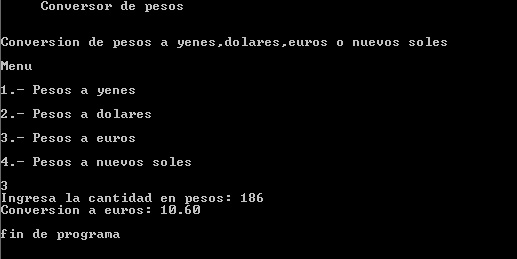 Conversor de pesos
Conversion de pesos a yenes,dolares,euros o nuevos soles
Menu
1.- Pesos a yenes
2.- Pesos a dolares
3.- Pesos a euros
4.- Pesos a nuevos soles
3
Ingresa la cantidad en pesos: 186
Conversion a euros: 10.60
fin de programa